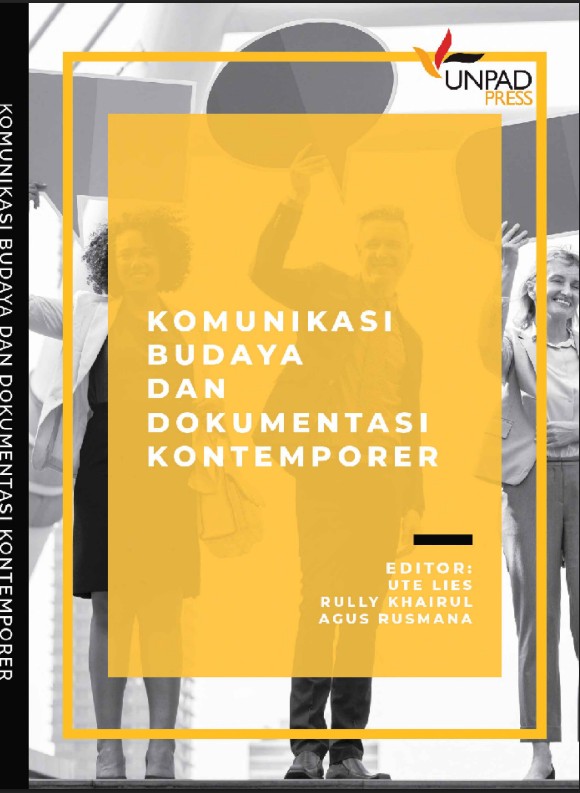 KOMUNIKASI BUDAYA DAN DOKUMENTASI KONTEMPORER
UNPAD
PRESS
KOMUNIKASI
BUDAYA
DAN
DOKUMENTASI
KONTEMPORER
EDITOR:
UTE LIES
RULLY KHAIRUL
AGUS RUSMANA